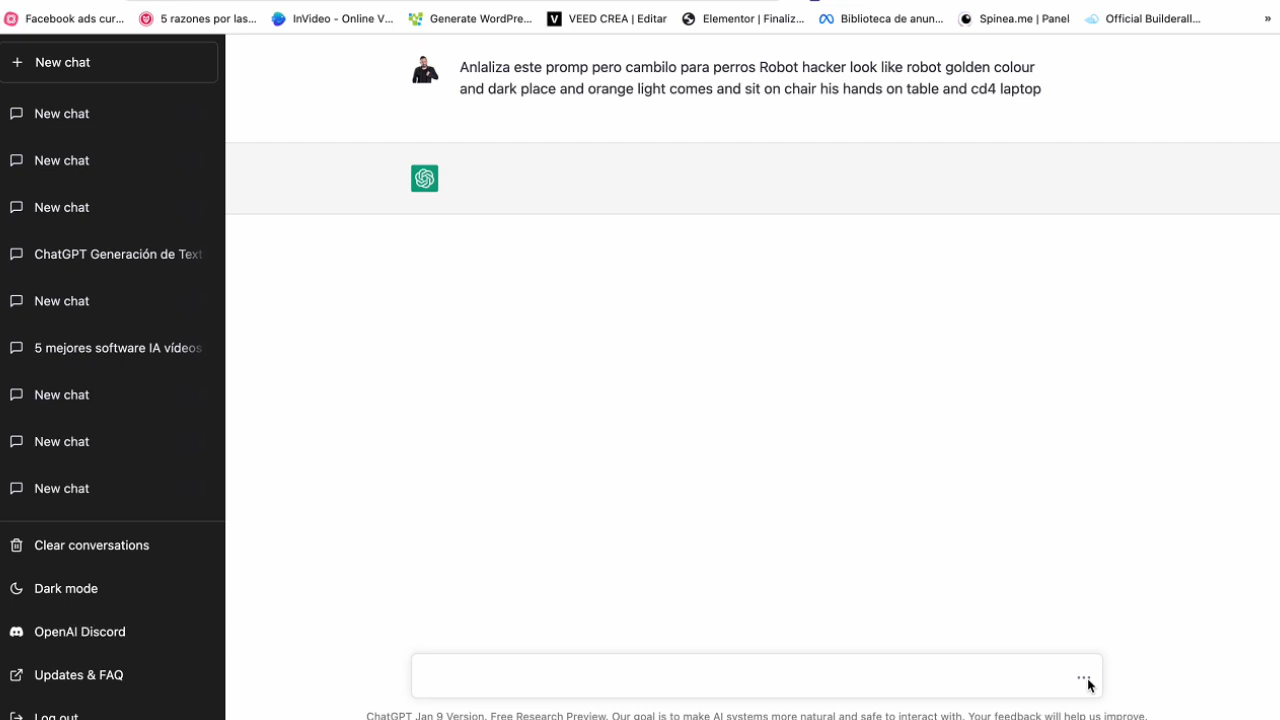 Facebook ads cur...
5 razones por las...
InVideo - Online V...
Generate WordPre...
VEED CREA | Editar
Elementor | Finaliz...
Biblioteca de anun...
Spinea.me | Panel
Official Builderall...
»
+ New chat
New chat
New chat
New chat
ChatGPT Generación de Text
New chat
5 mejores software IA vídeos
New chat
New chat
New chat
Clear conversations
Dark mode
OpenAI Discord
Updates & FAQ
Log out
Anlaliza este promp pero cambilo para perros Robot hacker look like robot golden colour
and dark place and orange light comes and sit on chair his hands on table and cd4 laptop
...
ChatGPT Jan 9 Version. Free Research Preview. Our goal is to make AI systems more natural and safe to interact with. Your feedback will help us improve.